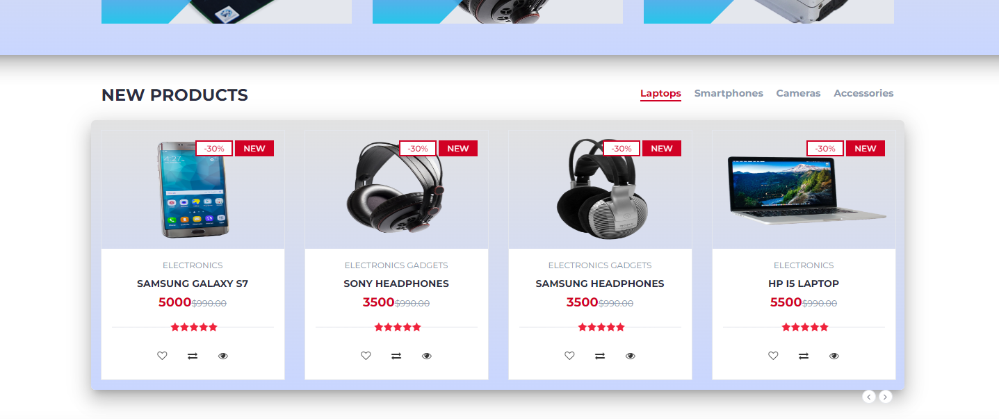 NEW PRODUCTS
Laptops Smartphones Cameras Accessories
-30% NEW
ELECTRONICS
SAMSUNG GALAXY S7
5000$990.00
-30% NEW
ELECTRONICS GADGETS
SONY HEADPHONES
3500$990.00
-30% NEW
ELECTRONICS GADGETS
SAMSUNG HEADPHONES
3500$990.00
-30% NEW
ELECTRONICS
HP I5 LAPTOP
5500$990.00